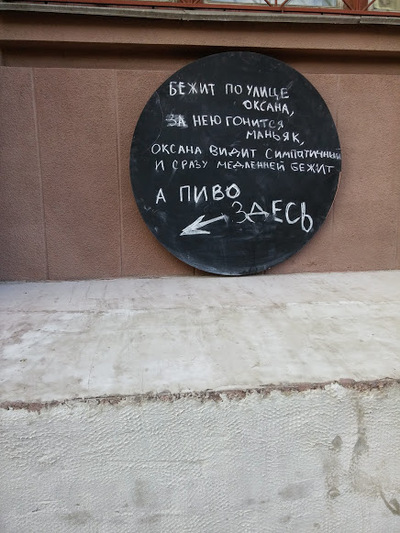 БЕЖИТ ПО УЛИЦЕ
ОКСАНА,
ЗА НЕЮ ГОНИТСЯ
МАНЬЯК,
ОКСАНА ВИДИТ СИМПАТИЧНЫЙ
И СРАЗУ МЕДЛЕННЕЙ БЕЖИТ
А ПИВО
ЗДЕСЬ